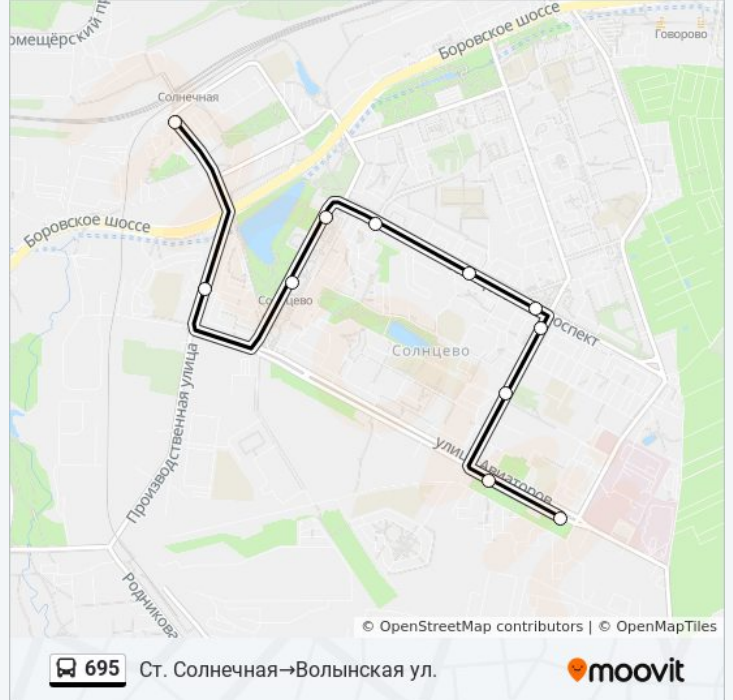 омещёрский пр
Боровское шоссе
Говорово
Солнечная
Боровское шоссе
Солнцево
оспект
Солнцево
Производственная улица
улица Авиаторов
Родникова
© OpenStreetMap contributors | © OpenMapTiles
695 Ст. Солнечная→Волынская ул.
moovit